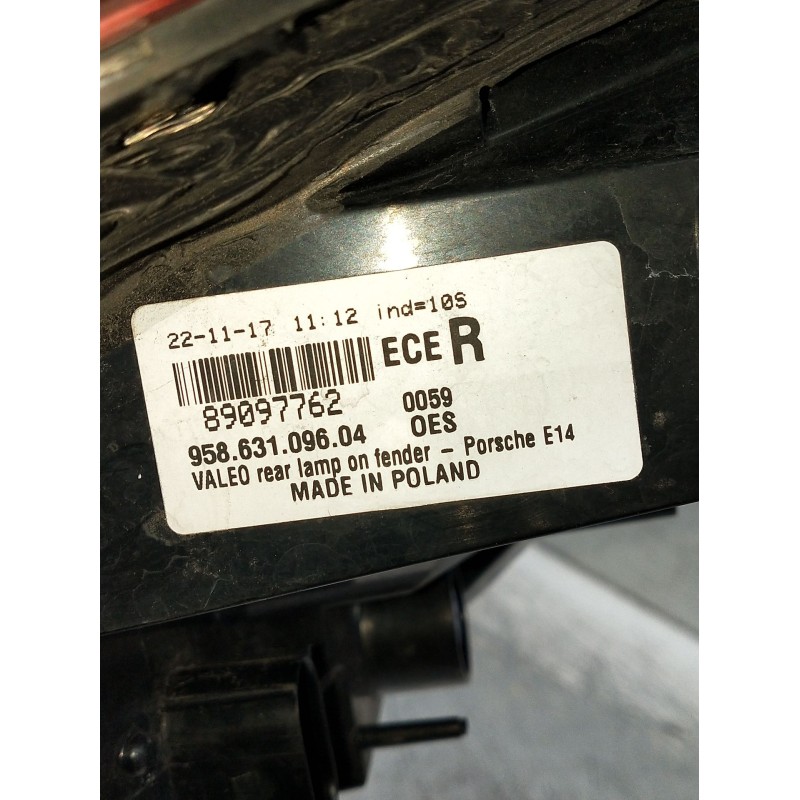 22-11-17 11:12 ind=10S
ECE R
89097762 0059
958.631.096.04 OES
VALEO rear lamp on fender - Porsche E14
MADE IN POLAND